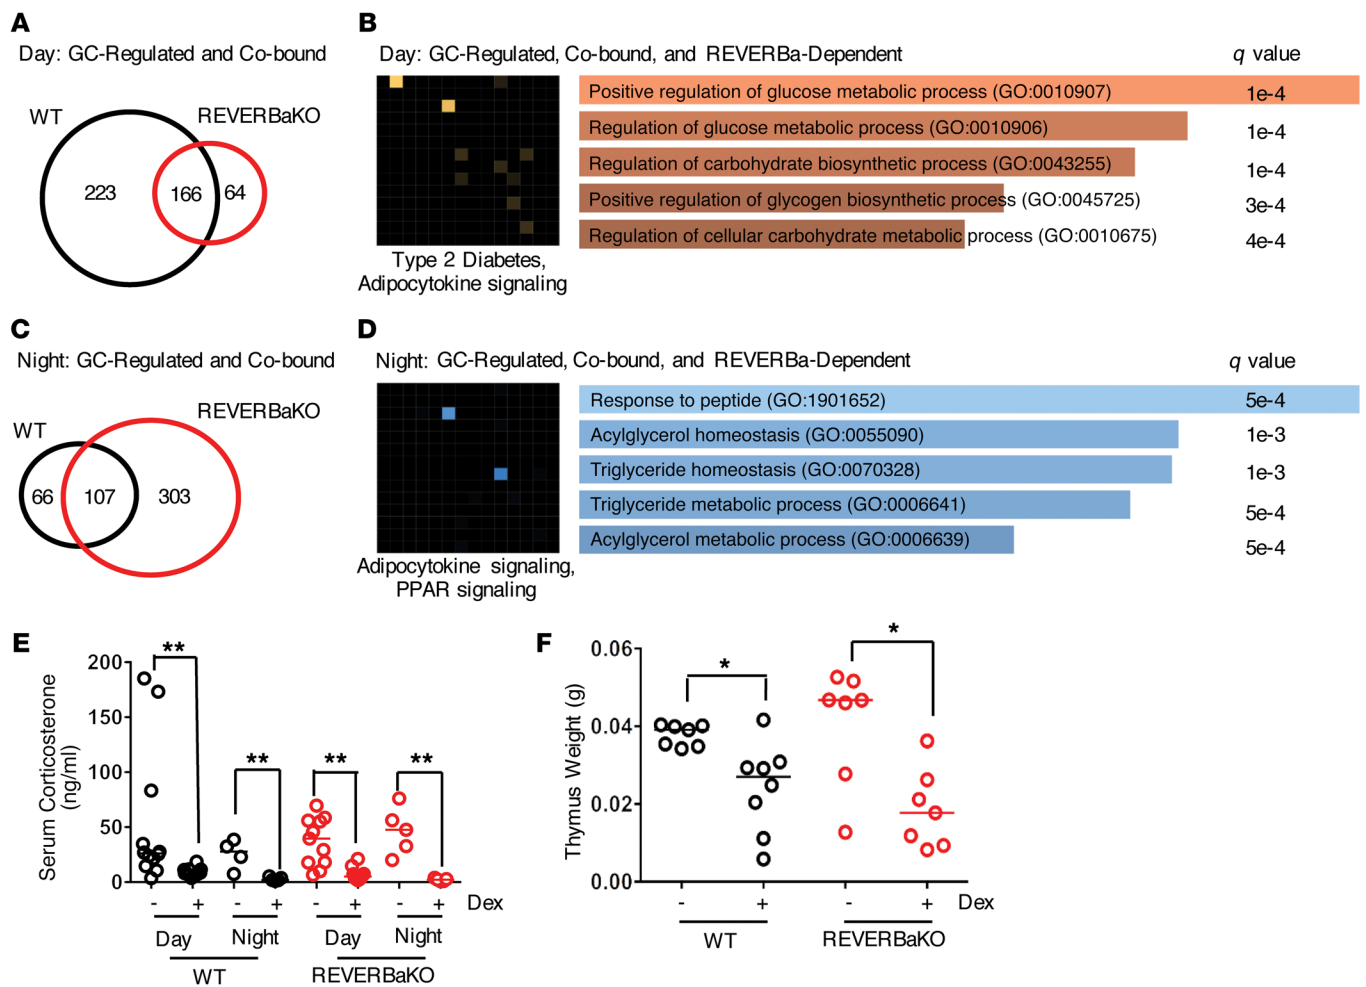 A
Day: GC-Regulated and Co-bound
WT
REVERBaKO
223
166
64
B
Day: GC-Regulated, Co-bound, and REVERBa-Dependent
q value
Positive regulation of glucose metabolic process (GO:0010907)
1e-4
Regulation of glucose metabolic process (GO:0010906)
1e-4
Regulation of carbohydrate biosynthetic process (GO:0043255)
1e-4
Positive regulation of glycogen biosynthetic process (GO:0045725)
3e-4
Regulation of cellular carbohydrate metabolic process (GO:0010675)
4e-4
Type 2 Diabetes,
Adipocytokine signaling
C
Night: GC-Regulated and Co-bound
WT
REVERBaKO
66
107
303
D
Night: GC-Regulated, Co-bound, and REVERBa-Dependent
q value
Response to peptide (GO:1901652)
5e-4
Acylglycerol homeostasis (GO:0055090)
1e-3
Triglyceride homeostasis (GO:0070328)
1e-3
Triglyceride metabolic process (GO:0006641)
5e-4
Acylglycerol metabolic process (GO:0006639)
5e-4
Adipocytokine signaling,
PPAR signaling
E
Serum Corticosterone
(ng/ml)
200
150
100
50
0
**
**
**
**
- + - + - + - + Dex
Day Night Day Night
WT REVERBaKO
F
Thymus Weight (g)
0.06
0.04
0.02
0.00
*
*
- + - + Dex
WT REVERBaKO